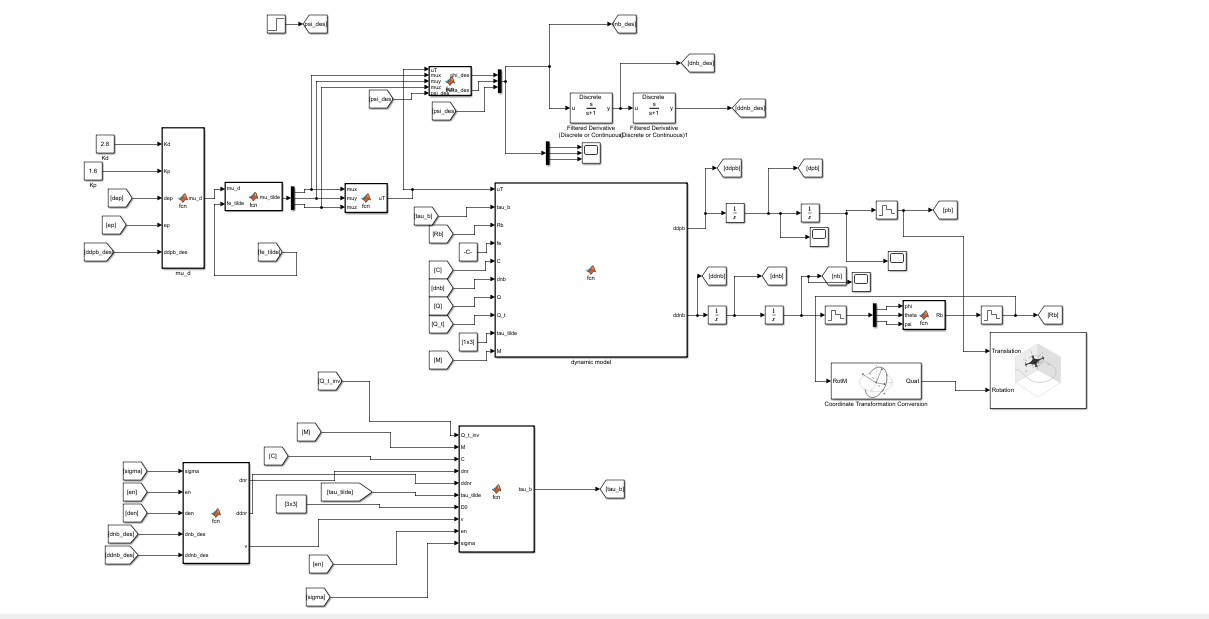 [psi_des]
[nb_des]
[dnb_des]
[ddnb_des]
uT
mux
muy
muz
psi_des
phi_des
theta_des
[psi_des]
[psi_des]
Discrete
s
s+1
u
y
Discrete
s
s+1
u
y
Filtered Derivative
(Discrete or Continuous)
Filtered Derivative
(Discrete or Continuous)1
2.8
Kd
1.6
Kp
[dep]
[ep]
[ddpb_des]
Kd
Kp
dep
ep
ddpb_des
fcn
mu_d
mu_d
mu_d
fe_tilde
fcn
mu_tilde
[fe_tilde]
mux
muy
muz
fcn
uT
[tau_b]
[Rb]
-C-
[C]
[dnb]
[Q]
[Q_t]
[1x3]
[M]
uT
tau_b
Rb
fe
C
dnb
Q
Q_t
tau_tilde
M
fcn
ddpb
ddnb
dynamic model
[ddpb]
[dpb]
1
s
1
s
[pb]
[ddnb]
[dnb]
[nb]
1
s
1
s
phi
theta
psi
fcn
Rb
[Rb]
RotM
Quat
Coordinate Transformation Conversion
Translation
Rotation
[Q_t_inv]
[M]
[C]
[tau_tilde]
[3x3]
[en]
[sigma]
[sigma]
[en]
[den]
[dnb_des]
[ddnb_des]
sigma
en
den
dnb_des
ddnb_des
fcn
dnr
ddnr
v
Q_t_inv
M
C
dnr
ddnr
tau_tilde
D0
v
en
sigma
fcn
tau_b
[tau_b]